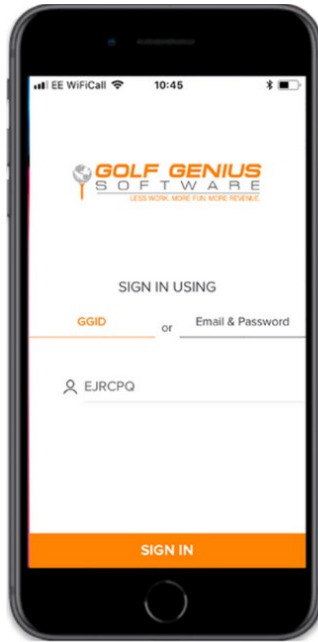 EE WiFiCall 10:45
GOLF GENIUS
SOFTWARE
LESS WORK. MORE FUN. MORE REVENUE.
SIGN IN USING
GGID or Email & Password
EJRCPQ
SIGN IN